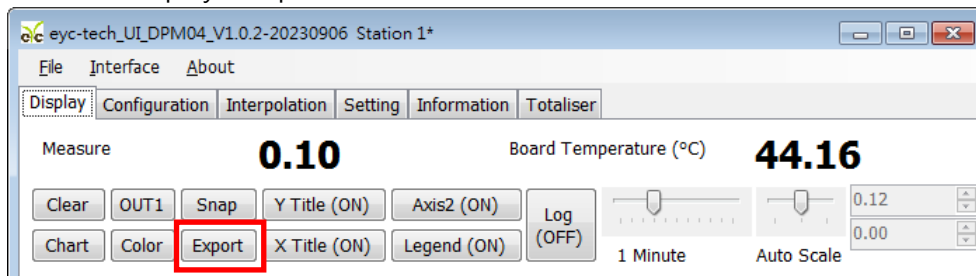 eyc-tech_UI_DPM04_V1.0.2-20230906 Station 1*
File Interface About
Display Configuration Interpolation Setting Information Totaliser
Measure 0.10 Board Temperature (°C) 44.16
Clear OUT1 Snap Y Title (ON) Axis2 (ON) Log (OFF) 0.12
Chart Color Export X Title (ON) Legend (ON) 1 Minute Auto Scale 0.00